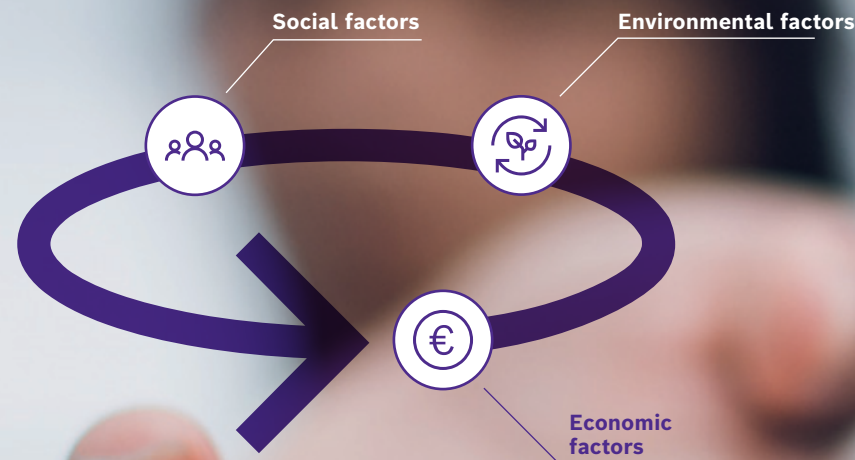 Social factors
Environmental factors
€
Economic
factors